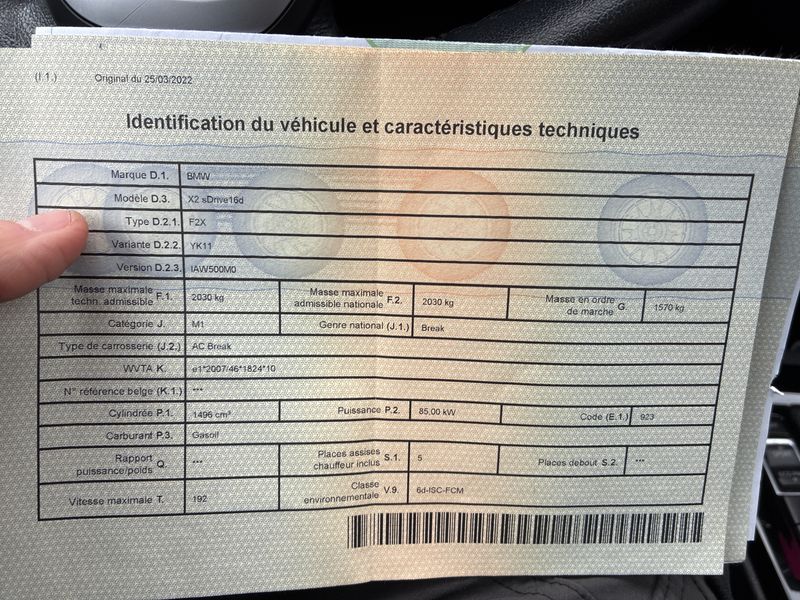 (I.1.) Original du 25/03/2022
Identification du véhicule et caractéristiques techniques
Marque D.1. BMW
Modèle D.3. X2 sDrive16d
Type D.2.1. F2X
Variante D.2.2. YK11
Version D.2.3. IAW500M0
Masse maximale techn. admissible F.1. 2030 kg Masse maximale admissible nationale F.2. 2030 kg Masse en ordre de marche G. 1570 kg
Catégorie J. M1 Genre national (J.1.) Break
Type de carrosserie (J.2.) AC Break
WVTA K. e1*2007/46*1824*10
N° référence belge (K.1.) ***
Cylindrée P.1. 1496 cm³ Puissance P.2. 85.00 kW Code (E.1.) 923
Carburant P.3. Gasoil
Rapport puissance/poids Q. *** Places assises chauffeur inclus S.1. 5 Places debout S.2. ***
Vitesse maximale T. 192 Classe environnementale V.9. 6d-ISC-FCM